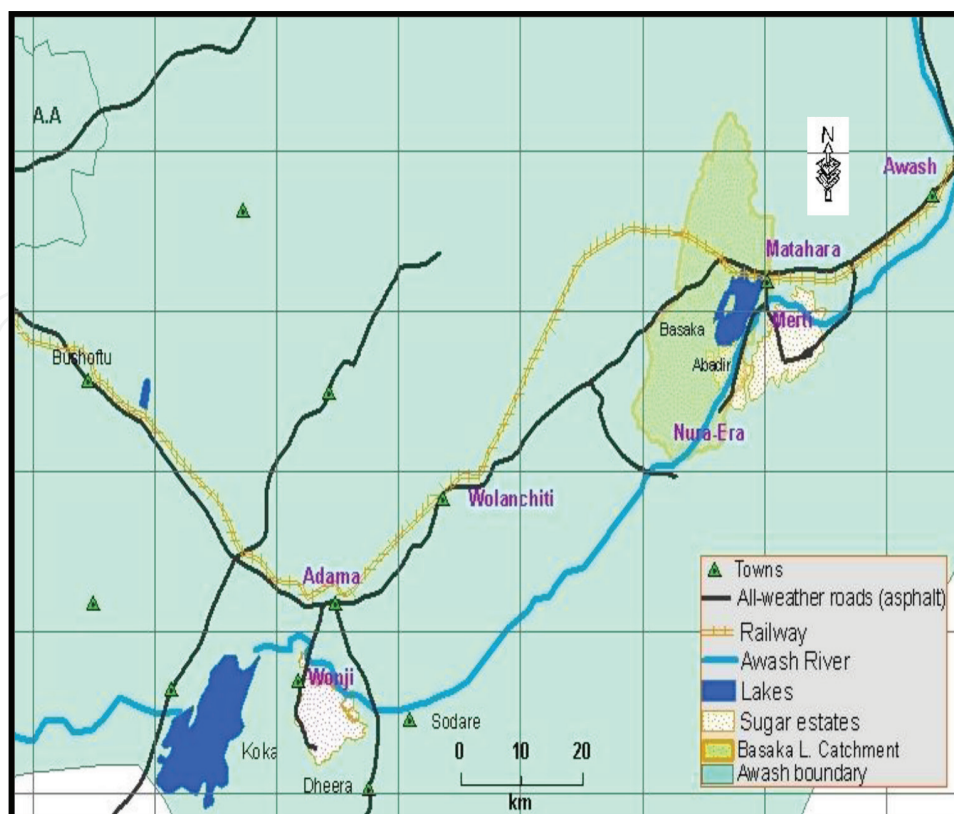 A.A
N
Awash
Matahara
Merti
Basaka
Abadir
Bushoftu
Nura-Era
Wolanchiti
Adama
Wonji
Sodare
Koka
Dheera
0 10 20
km
Towns
All-weather roads (asphalt)
Railway
Awash River
Lakes
Sugar estates
Basaka L. Catchment
Awash boundary